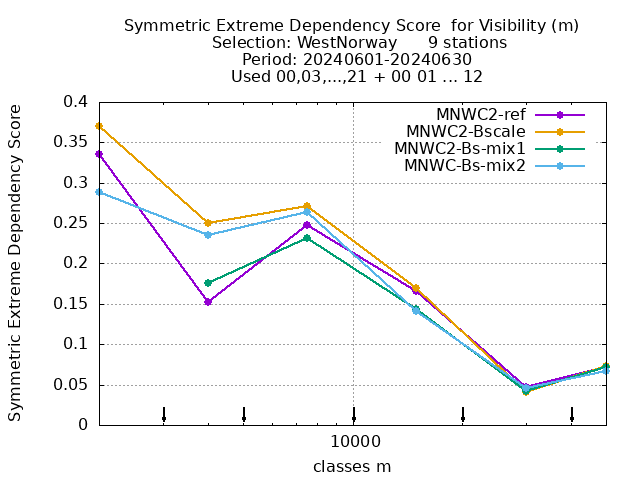 Symmetric Extreme Dependency Score  for Visibility (m)
Selection: WestNorway      9 stations
Period: 20240601-20240630
Used 00,03,...,21 + 00 01 ... 12
Symmetric Extreme Dependency Score
0.4
0.35
0.3
0.25
0.2
0.15
0.1
0.05
0
MNWC2-ref
MNWC2-Bscale
MNWC2-Bs-mix1
MNWC-Bs-mix2
10000
classes m